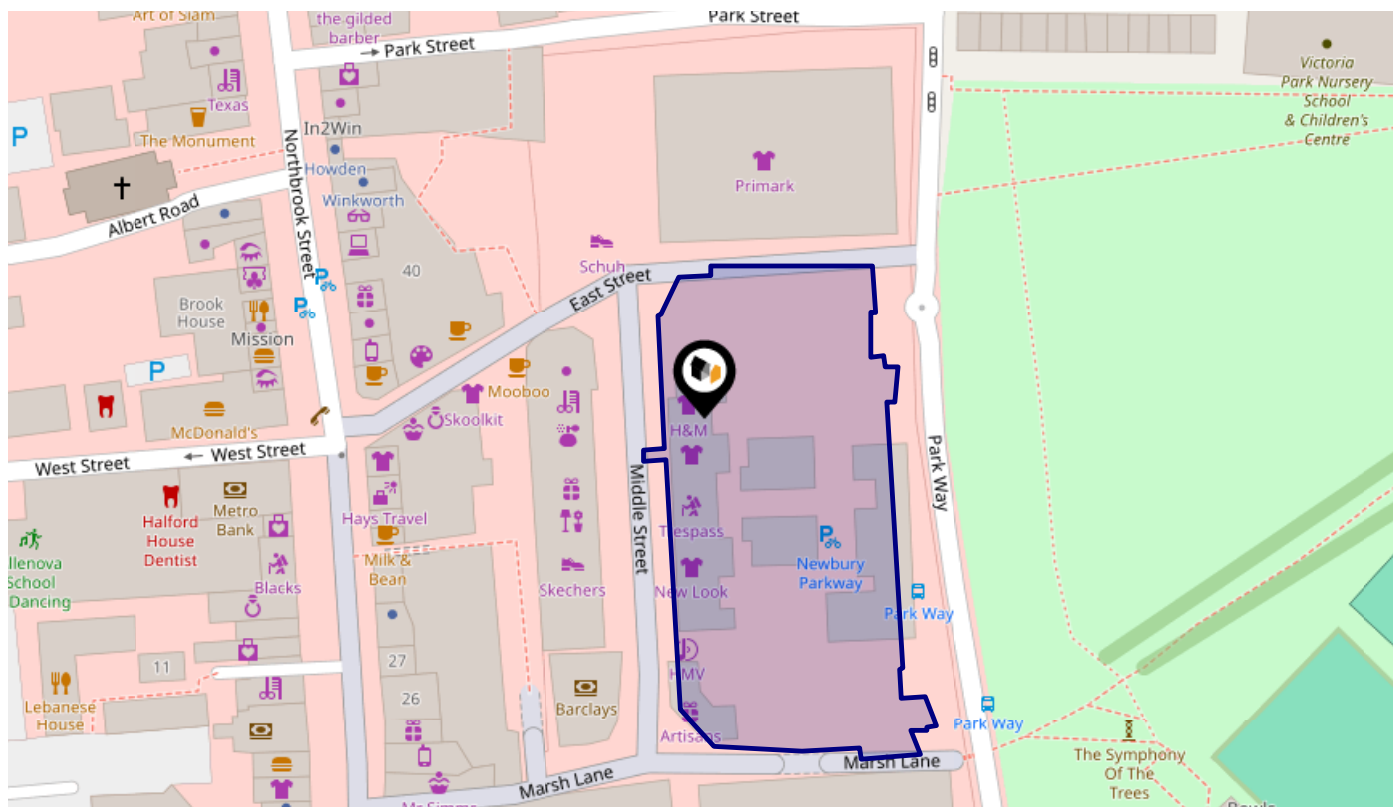 Art of Siam
the gilded
barber
Park Street
Park Street
Texas
The Monument
In2Win
Howden
Winkworth
Northbrook Street
Albert Road
P
Victoria
Park Nursery
School
& Children's
Centre
Primark
Schuh
East Street
40
Brook
House
Mission
P
P
P
McDonald's
Mooboo
Skoolkit
H&M
West Street
West Street
Metro
Bank
Halford
House
Dentist
Hays Travel
Milk &
Bean
Blacks
llenova
School
Dancing
Middle Street
Trespass
New Look
Skechers
P
Newbury
Parkway
Park Way
Park Way
Park Way
HMV
Artisans
Barclays
11
27
26
Lebanese
House
Marsh Lane
Marsh Lane
Mr Simms
The Symphony
Of The
Trees
Bowls